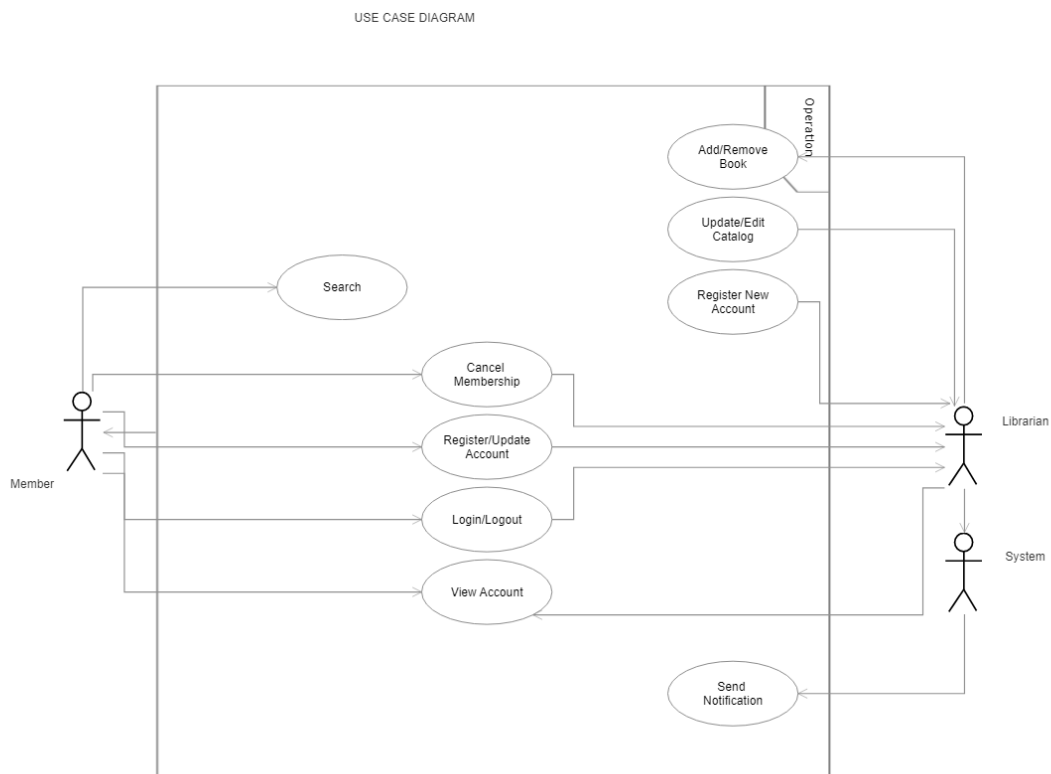 USE CASE DIAGRAM
Operation
Add/Remove
Book
Update/Edit
Catalog
Search
Register New
Account
Cancel
Membership
Librarian
Register/Update
Account
Member
Login/Logout
System
View Account
Send
Notification